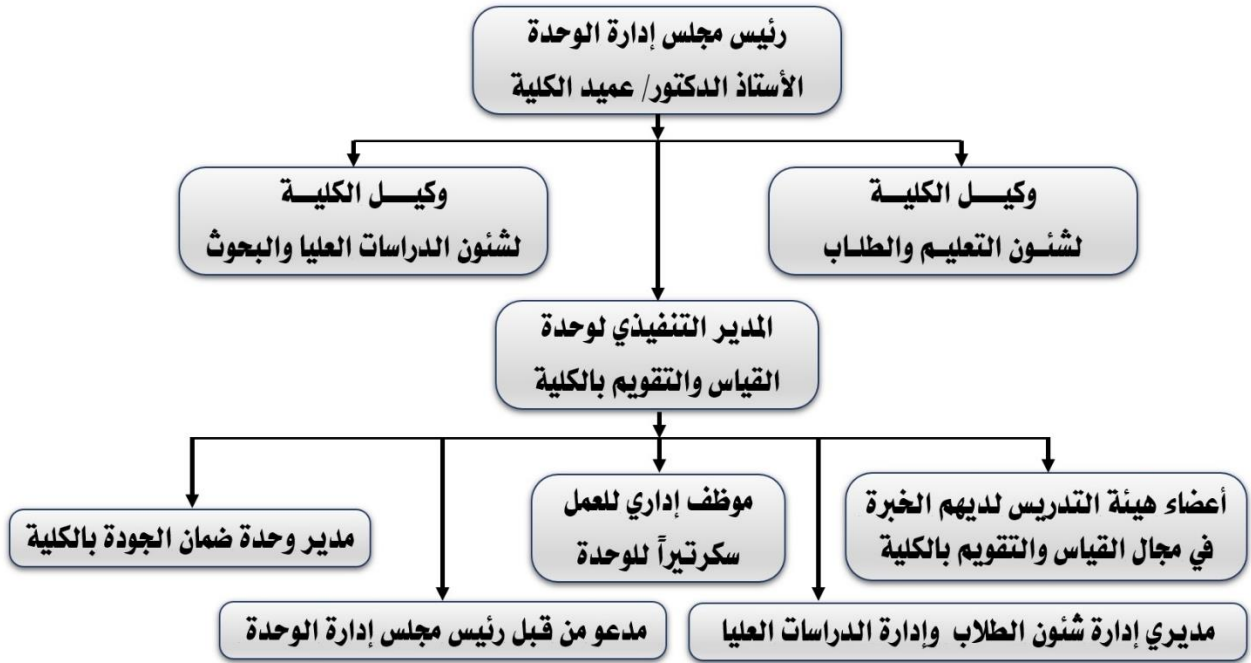 رئيس مجلس إدارة الوحدة
الأستاذ الدكتور/ عميد الكلية
وكيـــل الكليـــة
لشئـون التعليـم والطلـاب
وكيـــل الكليـــة
لشئون الدراسات العليا والبحوث
المدير التنفيذي لوحدة
القياس والتقويم بالكلية
أعضاء هيئة التدريس لديهم الخبرة
في مجال القياس والتقويم بالكلية
موظف إداري للعمل
سكرتيراً للوحدة
مدير وحدة ضمان الجودة بالكلية
مديري إدارة شئون الطلاب وإدارة الدراسات العليا
مدعو من قبل رئيس مجلس إدارة الوحدة